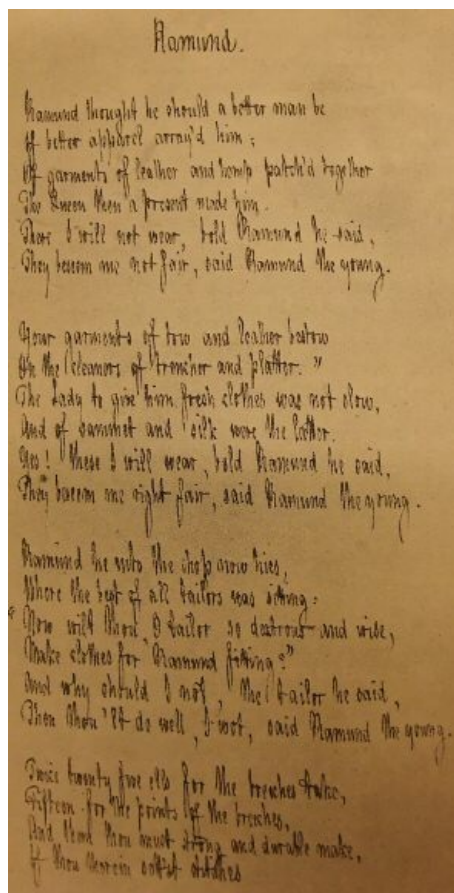 Ramund.
Ramund thought he should a better man be
If better apparel array'd him;
Of garments of leather and hemp patch'd together
The Queen then a present made him.
These I will not wear, bold Ramund he said,
They beseem me not fair, said Ramund the young.
Your garments of tow and leather bestow
On the cleaners of trencher and platter."
The Lady to give him fresh clothes was not slow,
And of sammet and silk were the latter.
Yes! these I will wear, bold Ramund he said,
They beseem me right fair, said Ramund the young.
Ramund he into the shop now hies,
Where the best of all tailors was sitting:
Now wilt thou, O tailor so dextrous and wise,
Make clothes for Ramund fitting?"
And why should I not, the tailor he said,
Then thou'lt do well, I wot, said Ramund the young.
Twice twenty five ells for the breeches take,
Fifteen for the points of the breeches,
And them thou must strong and durable make,
If thou therein settst stitches